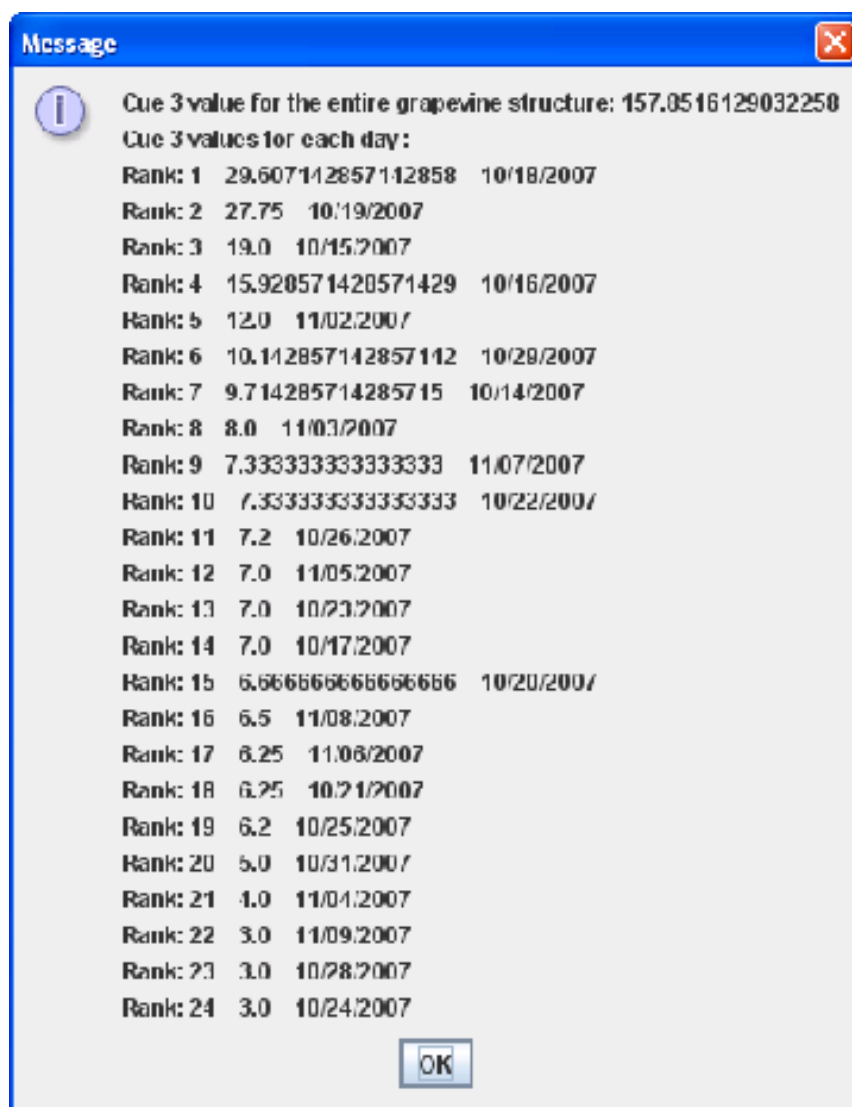 Message
Cue 3 value for the entire grapevine structure: 157.8516129032258
Cue 3 values for each day:
Rank: 1 29.607142857142858 10/18/2007
Rank: 2 27.75 10/19/2007
Rank: 3 19.0 10/15/2007
Rank: 4 15.928571428571429 10/16/2007
Rank: 5 12.0 11/02/2007
Rank: 6 10.142857142857142 10/29/2007
Rank: 7 9.714285714285715 10/14/2007
Rank: 8 8.0 11/03/2007
Rank: 9 7.333333333333333 11/07/2007
Rank: 10 7.333333333333333 10/22/2007
Rank: 11 7.2 10/26/2007
Rank: 12 7.0 11/05/2007
Rank: 13 7.0 10/23/2007
Rank: 14 7.0 10/17/2007
Rank: 15 6.666666666666666 10/20/2007
Rank: 16 6.5 11/08/2007
Rank: 17 6.25 11/06/2007
Rank: 18 6.25 10/21/2007
Rank: 19 6.2 10/25/2007
Rank: 20 5.0 10/31/2007
Rank: 21 4.0 11/04/2007
Rank: 22 3.0 11/09/2007
Rank: 23 3.0 10/28/2007
Rank: 24 3.0 10/24/2007
OK